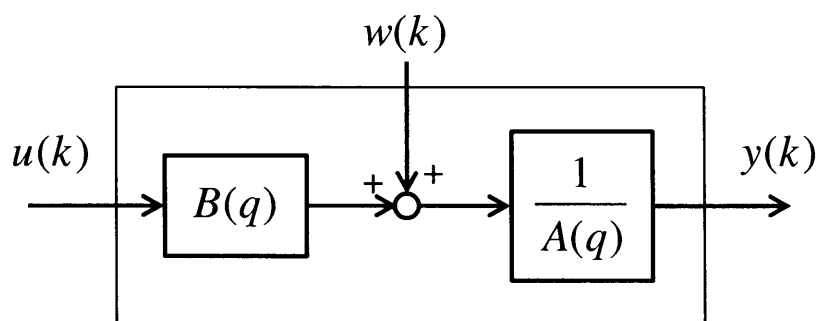 w(k)
u(k)
B(q)
+
+
1
A(q)
y(k)